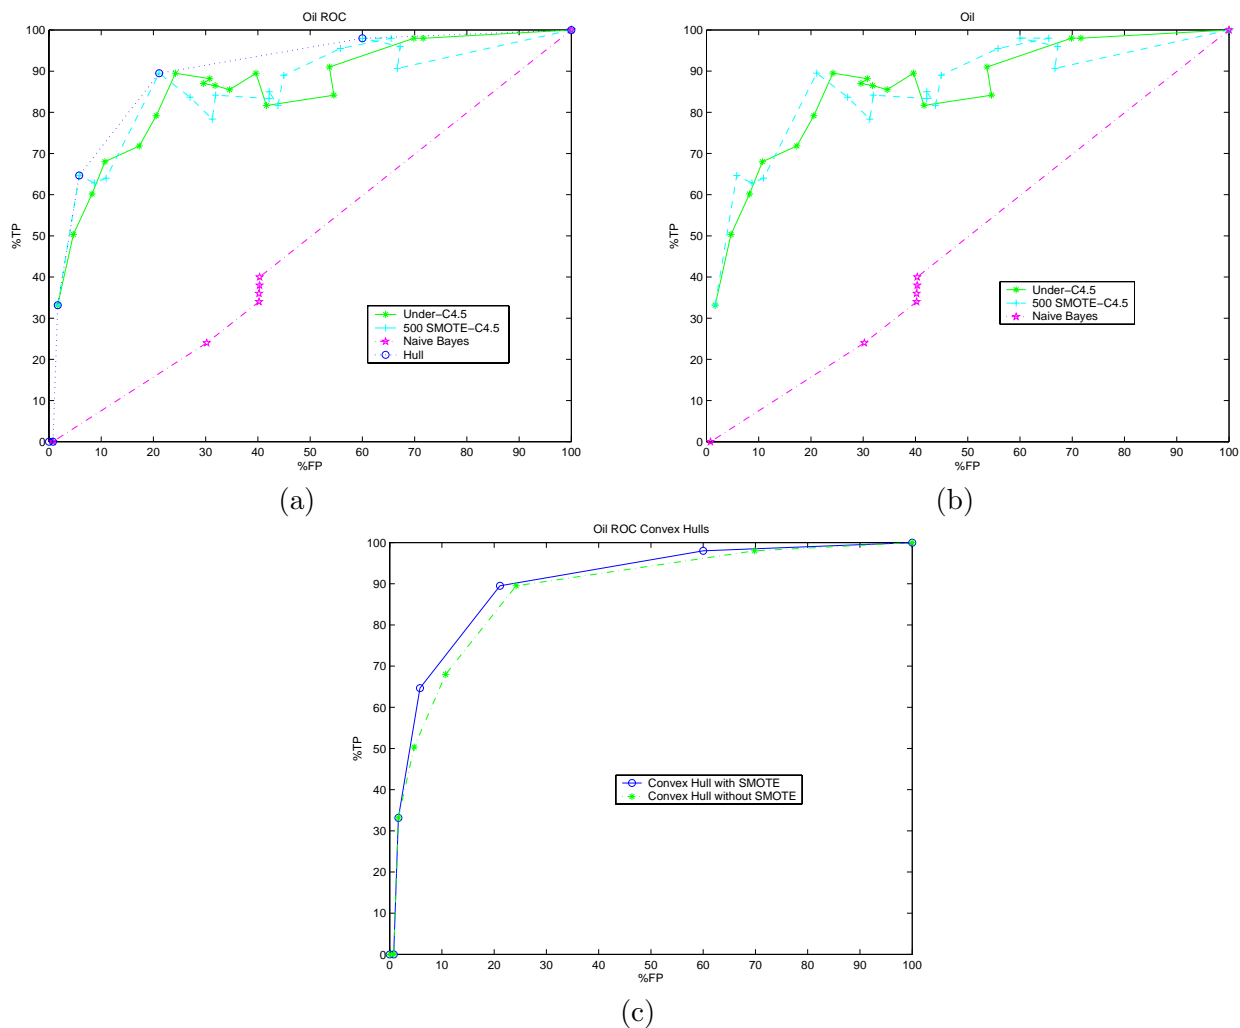 Oil ROC
100
90
80
70
60
50
40
30
20
10
0
%TP
0 10 20 30 40 50 60 70 80 90 100
%FP
Under−C4.5
500 SMOTE−C4.5
Naive Bayes
Hull
(a)
Oil
100
90
80
70
60
50
40
30
20
10
0
%TP
0 10 20 30 40 50 60 70 80 90 100
%FP
Under−C4.5
500 SMOTE−C4.5
Naive Bayes
(b)
Oil ROC Convex Hulls
100
90
80
70
60
50
40
30
20
10
0
%TP
0 10 20 30 40 50 60 70 80 90 100
%FP
Convex Hull with SMOTE
Convex Hull without SMOTE
(c)